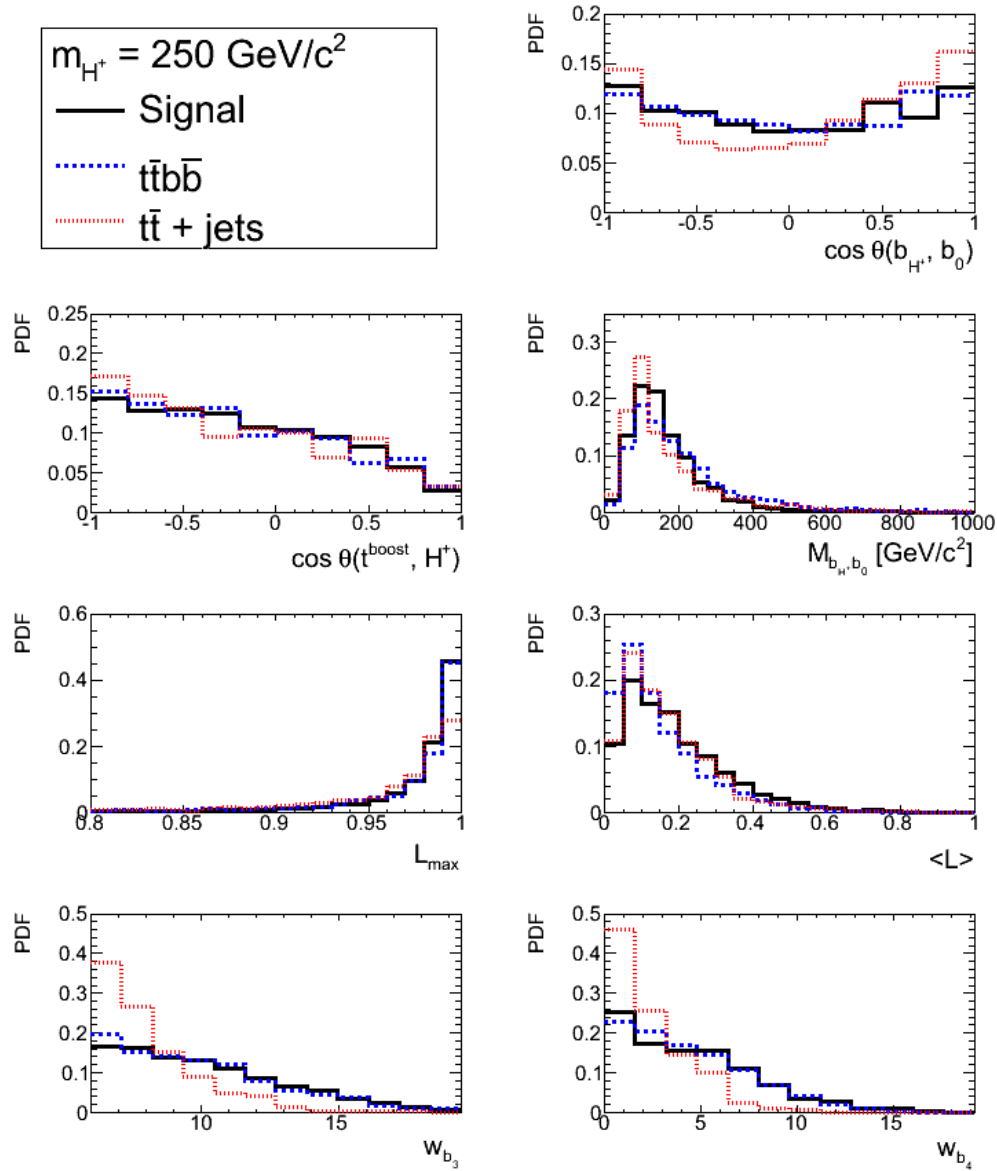 m_H+ = 250 GeV/c²
Signal
tt̄bb̄
tt̄ + jets
PDF
0.2
0.15
0.1
0.05
0
-1 -0.5 0 0.5 1
cos θ(b_H+, b_0)
PDF
0.25
0.2
0.15
0.1
0.05
0
-1 -0.5 0 0.5 1
cos θ(t^boost, H⁺)
PDF
0.3
0.2
0.1
0
0 200 400 600 800 1000
M_b_H,b_0 [GeV/c²]
PDF
0.6
0.4
0.2
0
0.8 0.85 0.9 0.95 1
L_max
PDF
0.3
0.2
0.1
0
0 0.2 0.4 0.6 0.8 1
<L>
PDF
0.5
0.4
0.3
0.2
0.1
0
10 15
w_b_3
PDF
0.5
0.4
0.3
0.2
0.1
0
0 5 10 15
w_b_4